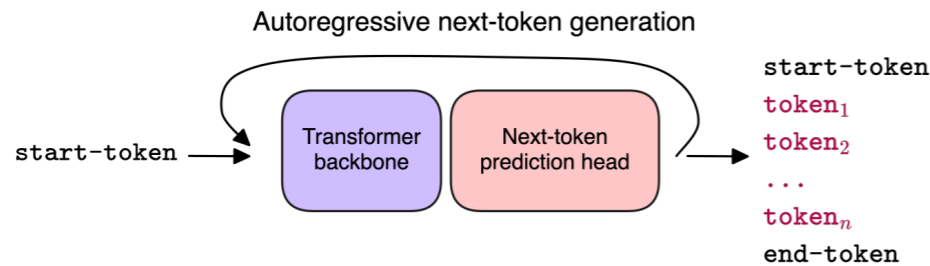 Autoregressive next-token generation
start-token
Transformer
backbone
Next-token
prediction head
start-token
token₁
token₂
...
tokenₙ
end-token